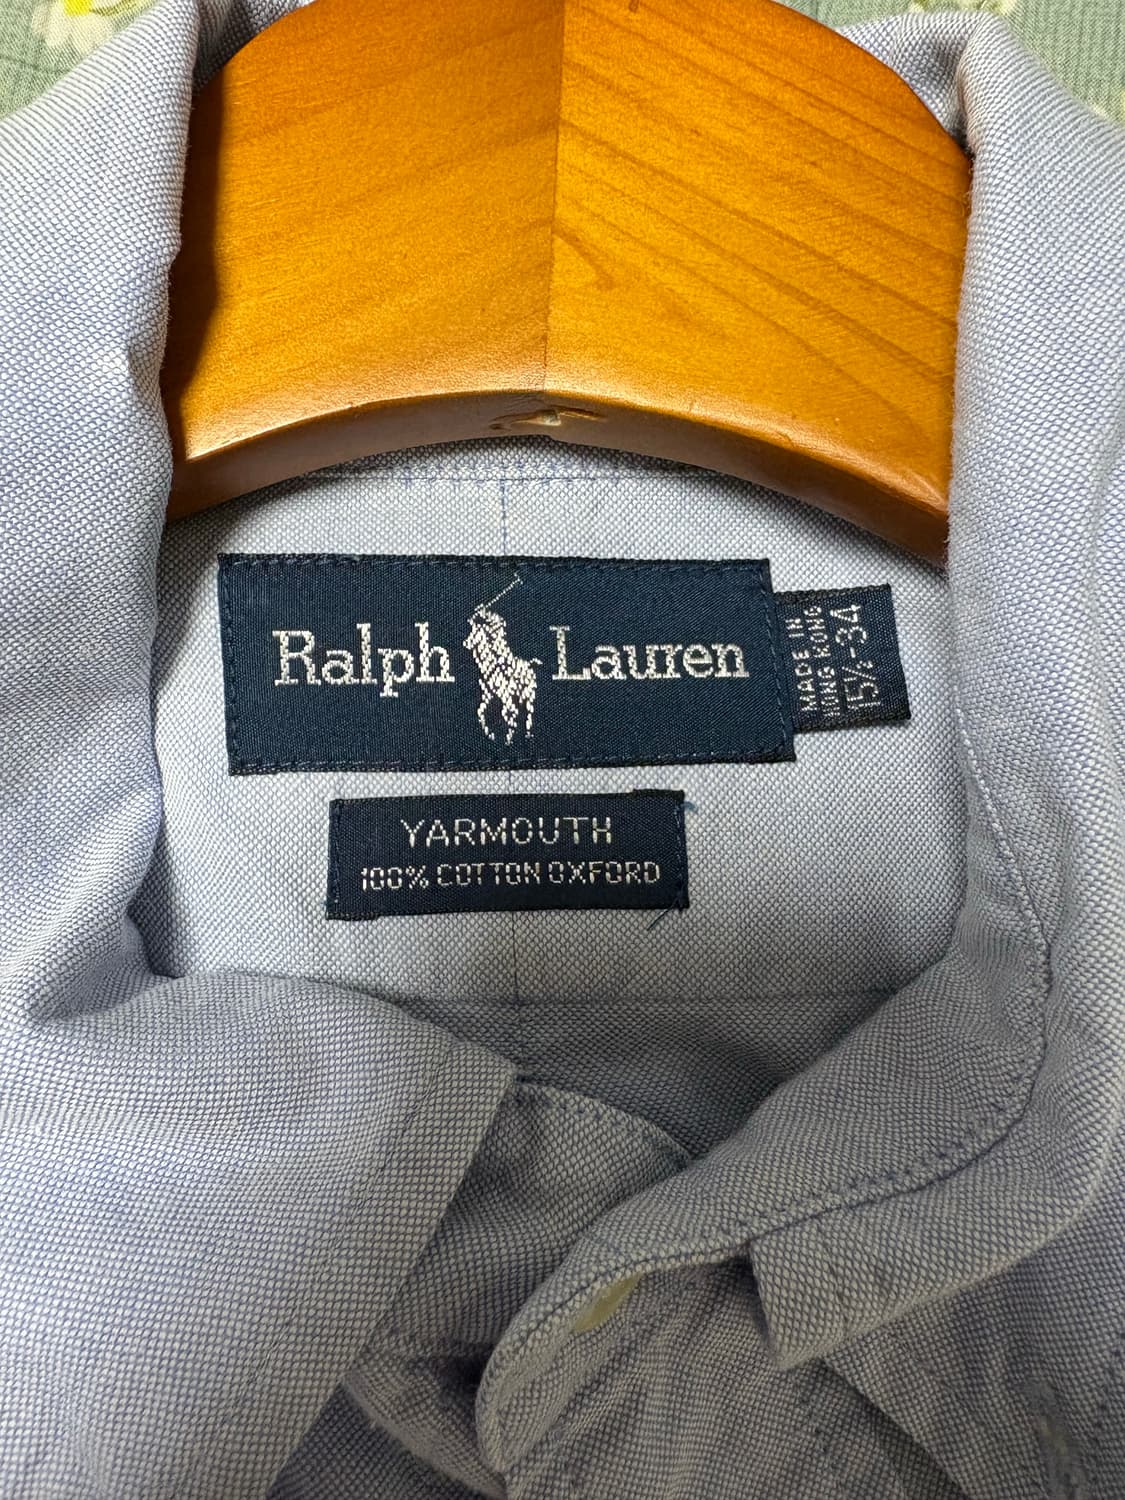 Ralph Lauren
MADE IN
HONG KONG
15½-34
YARMOUTH
100% COTTON OXFORD